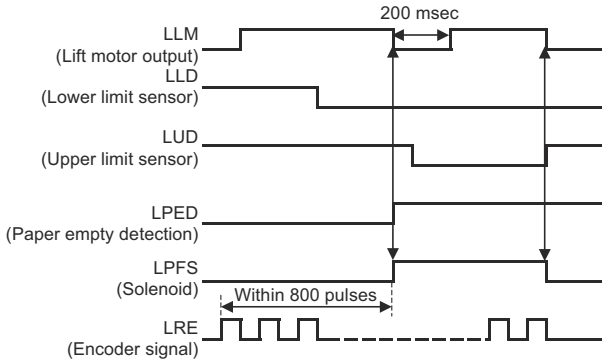 200 msec
LLM
(Lift motor output)
LLD
(Lower limit sensor)
LUD
(Upper limit sensor)
LPED
(Paper empty detection)
LPFS
(Solenoid)
Within 800 pulses
LRE
(Encoder signal)